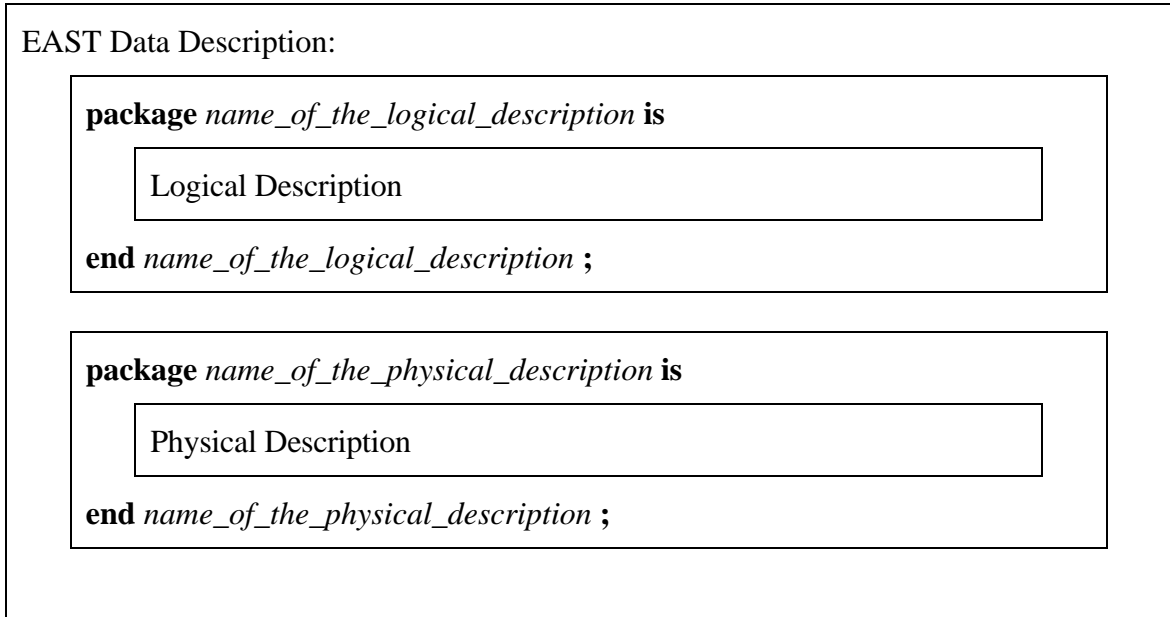 EAST Data Description:
package name_of_the_logical_description is
Logical Description
end name_of_the_logical_description ;
package name_of_the_physical_description is
Physical Description
end name_of_the_physical_description ;